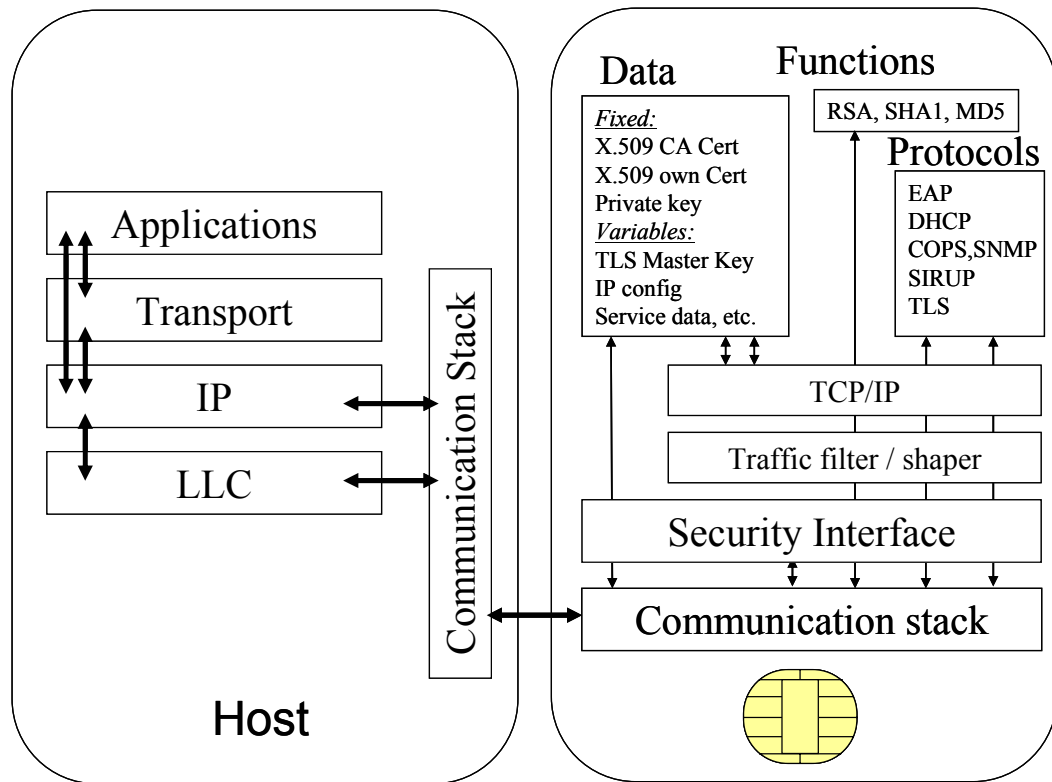 Applications
Transport
IP
LLC
Communication Stack
Host
Data
Fixed:
X.509 CA Cert
X.509 own Cert
Private key
Variables:
TLS Master Key
IP config
Service data, etc.
Functions
RSA, SHA1, MD5
Protocols
EAP
DHCP
COPS,SNMP
SIRUP
TLS
TCP/IP
Traffic filter / shaper
Security Interface
Communication stack